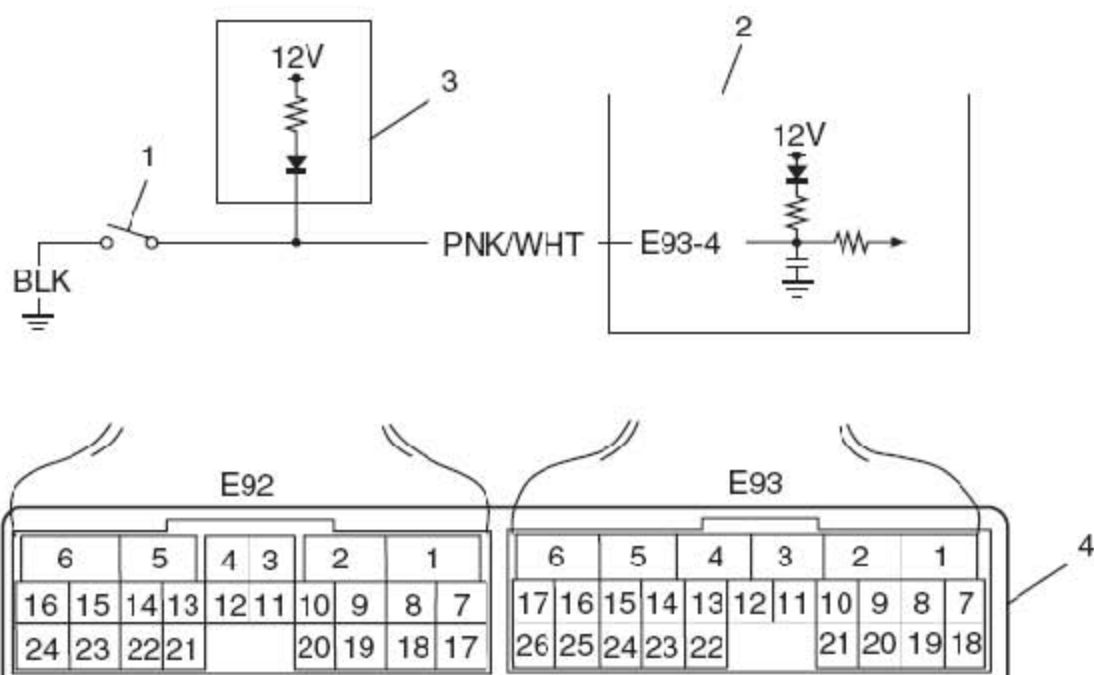 2
12V
3
12V
1
PNK/WHT E93-4
BLK
E92 E93
6 5 4 3 2 1 6 5 4 3 2 1
4
16 15 14 13 12 11 10 9 8 7 17 16 15 14 13 12 11 10 9 8 7
24 23 22 21 20 19 18 17 26 25 24 23 22 21 20 19 18